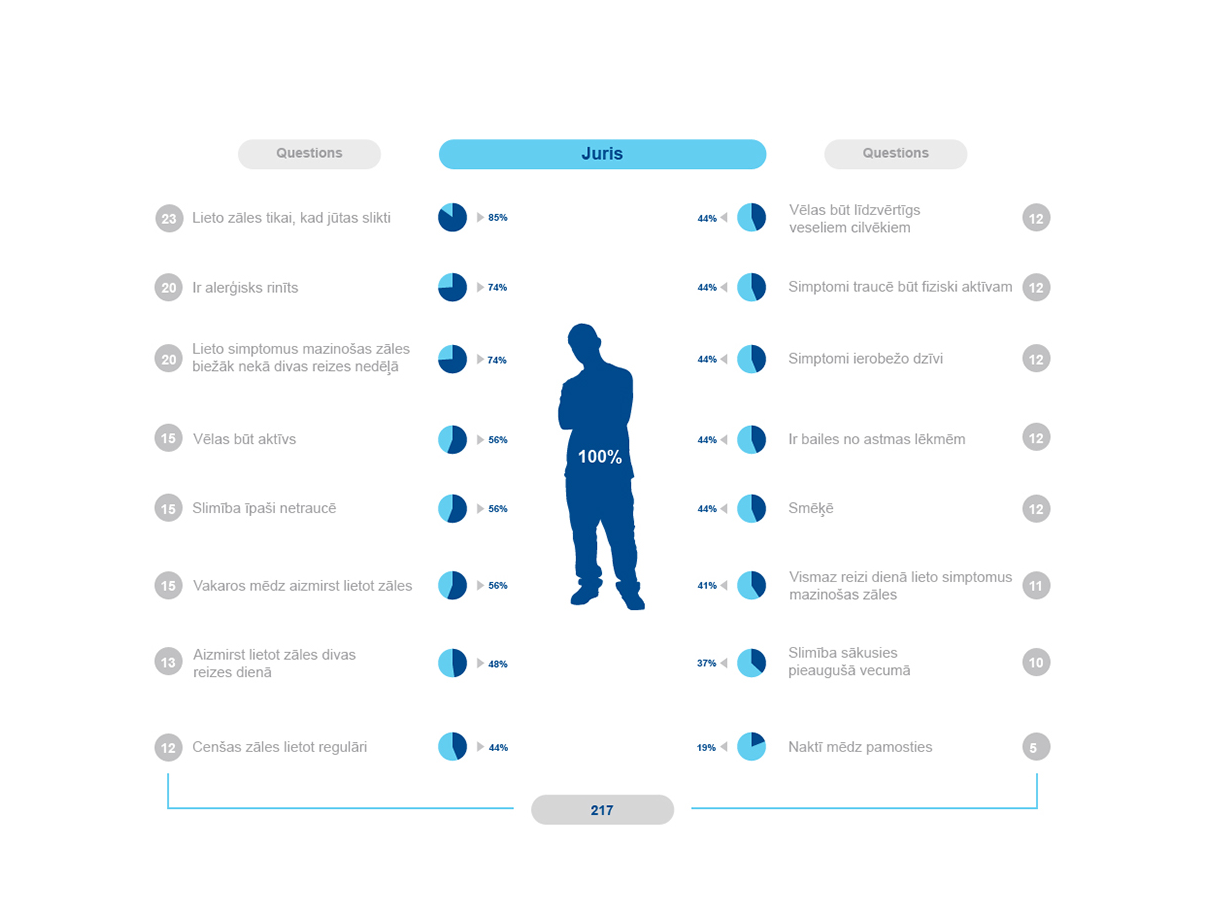 Questions
Juris
Questions
23 Lieto zāles tikai, kad jūtas slikti 85%
44% Vēlas būt līdzvērtīgs
veseliem cilvēkiem 12
20 Ir alerģisks rinīts 74%
44% Simptomi traucē būt fiziski aktīvam 12
20 Lieto simptomus mazinošas zāles
biežāk nekā divas reizes nedēļā 74%
44% Simptomi ierobežo dzīvi 12
15 Vēlas būt aktīvs 56%
44% Ir bailes no astmas lēkmēm 12
100%
15 Slimība īpaši netraucē 56%
44% Smēķē 12
15 Vakaros mēdz aizmirst lietot zāles 56%
41% Vismaz reizi dienā lieto simptomus
mazinošas zāles 11
13 Aizmirst lietot zāles divas
reizes dienā 48%
37% Slimība sākusies
pieaugušā vecumā 10
12 Cenšas zāles lietot regulāri 44%
19% Naktī mēdz pamosties 5
217